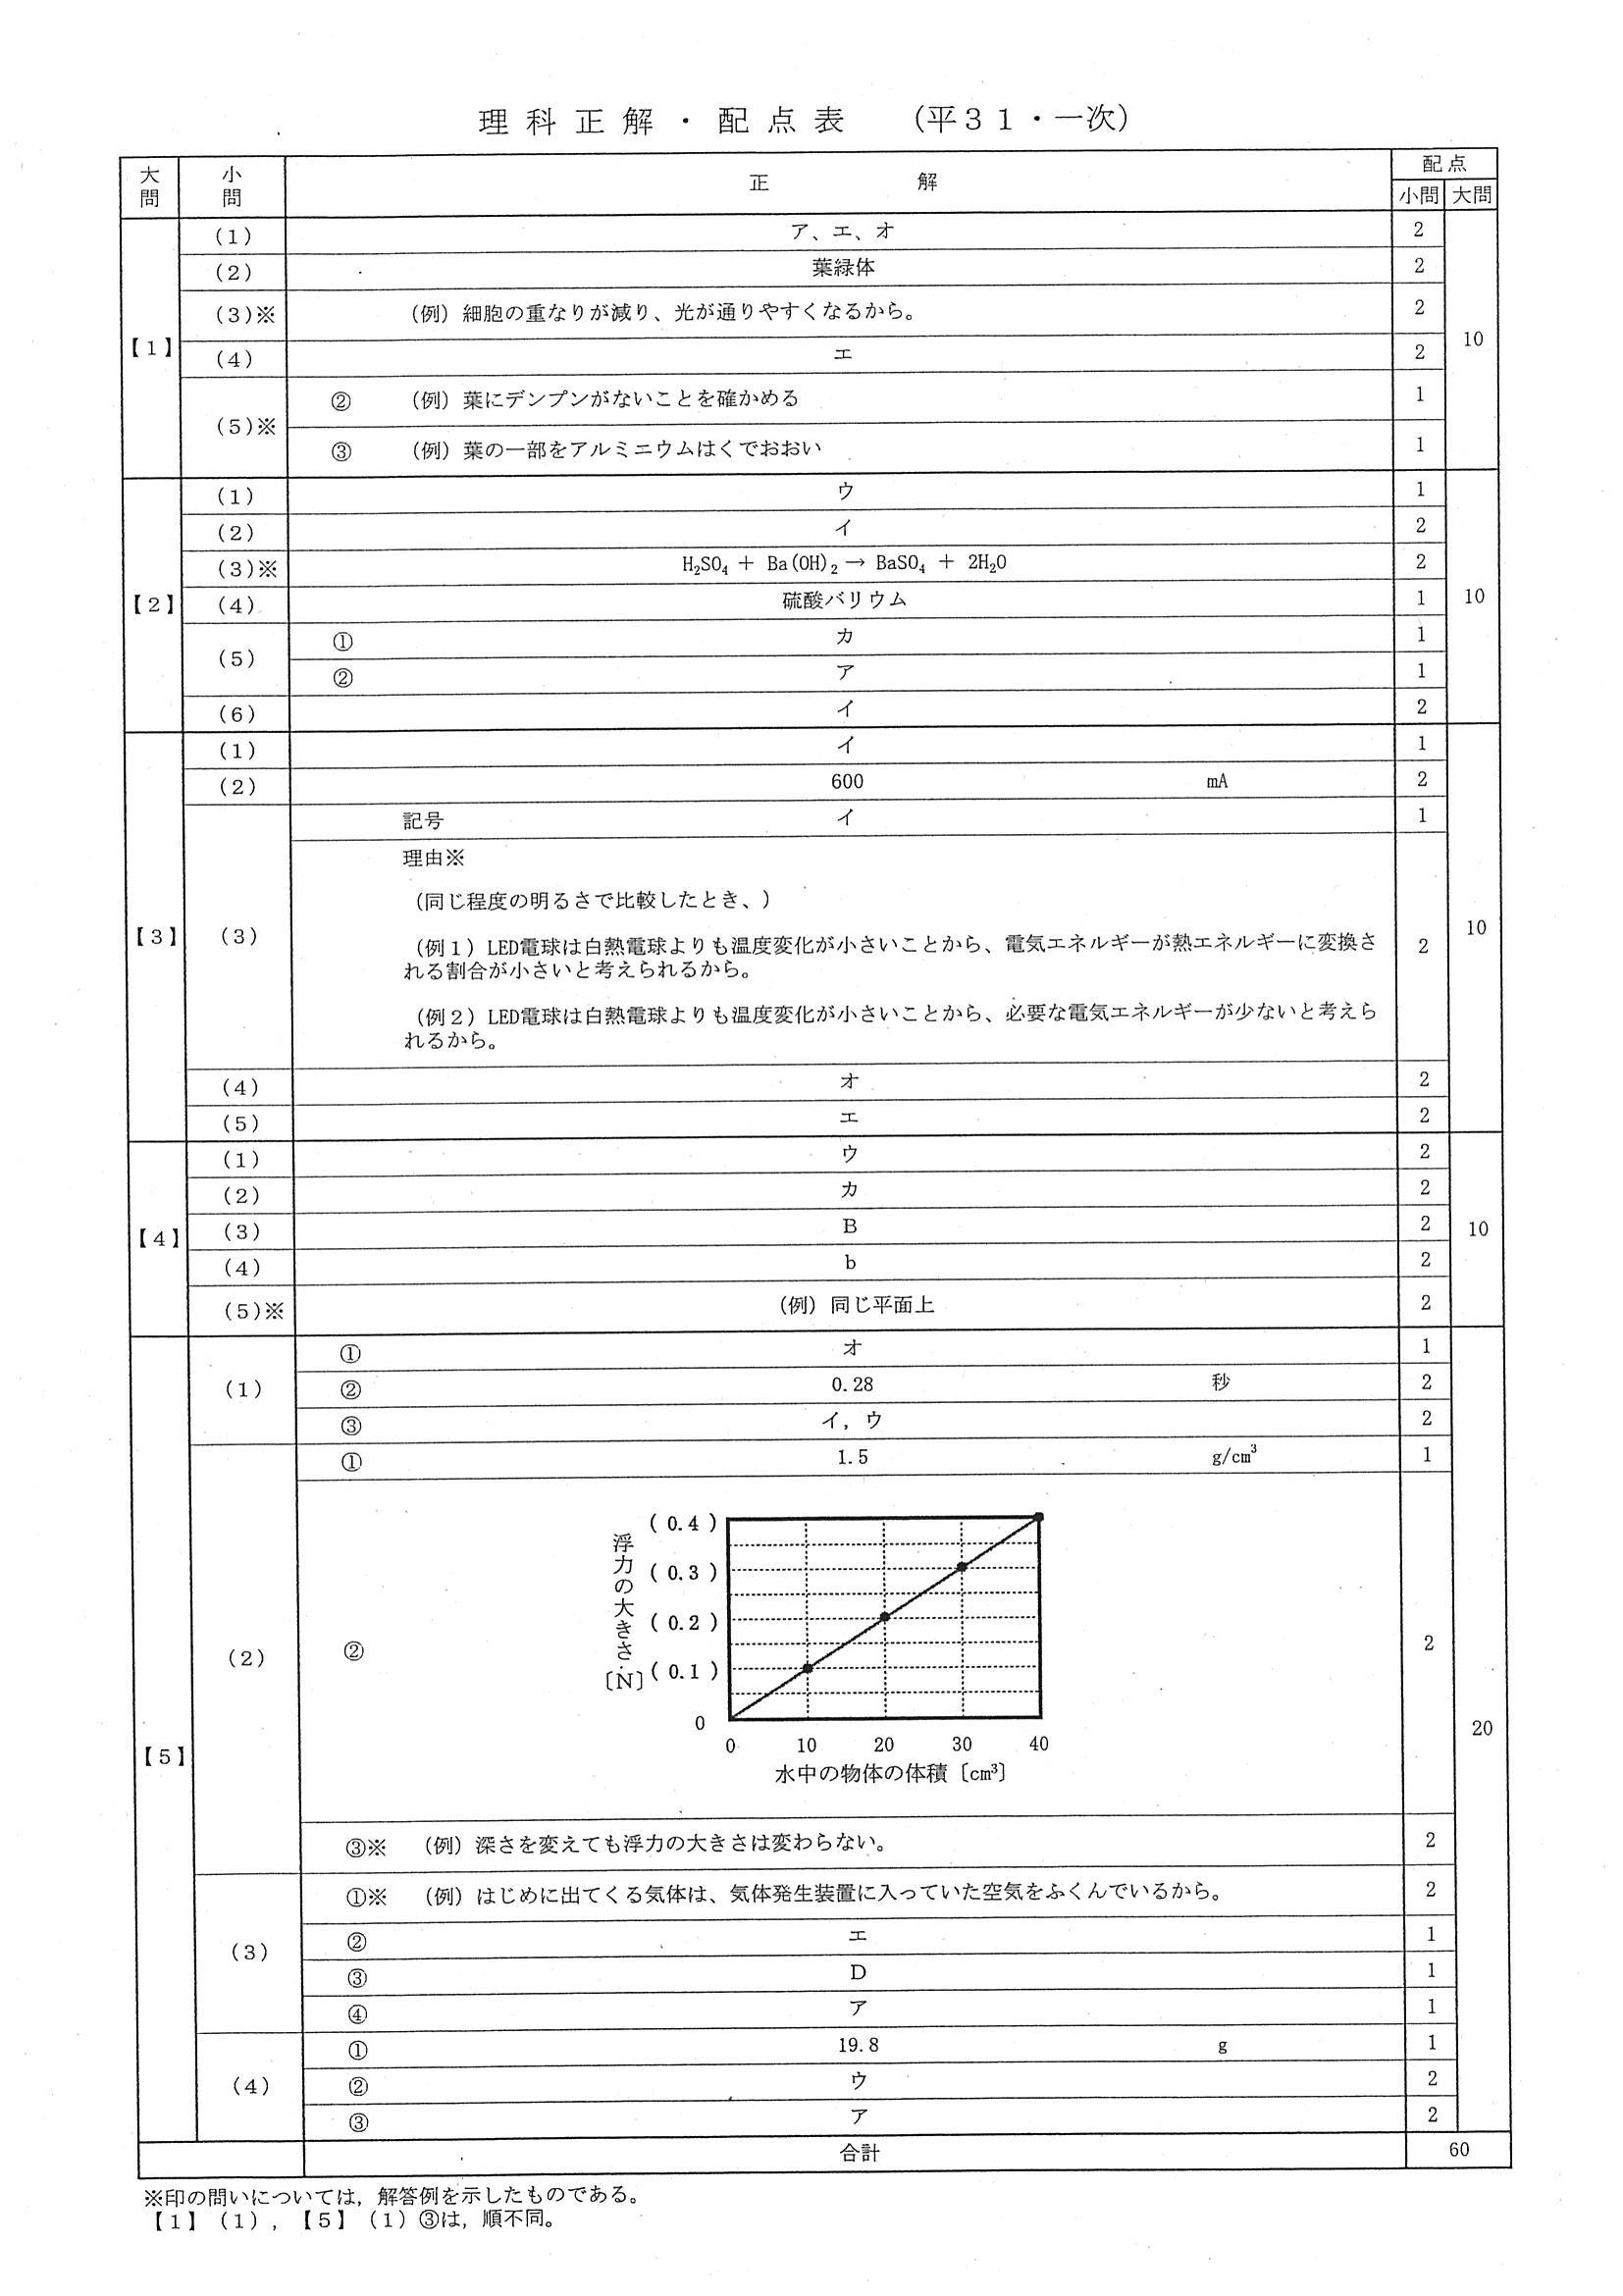 理科正解・配点表　（平３１・一次）
大問　小問　正解　配点
小問　大問
【１】　10
(1)　ア、エ、オ　2
(2)　葉緑体　2
(3)※　（例）細胞の重なりが減り、光が通りやすくなるから。　2
(4)　エ　2
(5)※　②　（例）葉にデンプンがないことを確かめる　1
③　（例）葉の一部をアルミニウムはくでおおい　1
【２】　10
(1)　ウ　1
(2)　イ　2
(3)※　H₂SO₄ ＋ Ba(OH)₂ → BaSO₄ ＋ 2H₂O　2
(4)　硫酸バリウム　1
(5)　①　カ　1
②　ア　1
(6)　イ　2
【３】　10
(1)　イ　1
(2)　600　mA　2
(3)　記号　イ　1
理由※　2
（同じ程度の明るさで比較したとき、）
（例１）LED電球は白熱電球よりも温度変化が小さいことから、電気エネルギーが熱エネルギーに変換さ
れる割合が小さいと考えられるから。
（例２）LED電球は白熱電球よりも温度変化が小さいことから、必要な電気エネルギーが少ないと考えら
れるから。
(4)　オ　2
(5)　エ　2
【４】　10
(1)　ウ　2
(2)　カ　2
(3)　B　2
(4)　b　2
(5)※　（例）同じ平面上　2
【５】　20
(1)　①　オ　1
②　0.28　秒　2
③　イ，ウ　2
(2)　①　1.5　g/cm³　1
②　2
浮力の大きさ〔N〕
( 0.4 )
( 0.3 )
( 0.2 )
( 0.1 )
0
0　10　20　30　40
水中の物体の体積〔cm³〕
③※　（例）深さを変えても浮力の大きさは変わらない。　2
(3)　①※　（例）はじめに出てくる気体は、気体発生装置に入っていた空気をふくんでいるから。　2
②　エ　1
③　D　1
④　ア　1
(4)　①　19.8　g　1
②　ウ　2
③　ア　2
合計　60
※印の問いについては，解答例を示したものである。
【１】（１），【５】（１）③は，順不同。